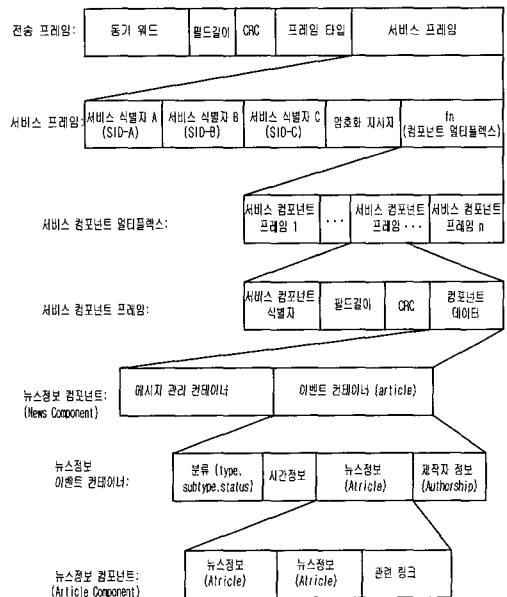 전송 프레임:
동기 워드
필드길이
CRC
프레임 타입
서비스 프레임
서비스 프레임:
서비스 식별자 A
(SID-A)
서비스 식별자 B
(SID-B)
서비스 식별자 C
(SID-C)
암호화 지시자
fn
(컴포넌트 멀티플렉스)
서비스 컴포넌트 멀티플렉스:
서비스 컴포넌트
프레임 1
...
서비스 컴포넌트
프레임 ...
서비스 컴포넌트
프레임 n
서비스 컴포넌트 프레임:
서비스 컴포넌트
식별자
필드길이
CRC
컴포넌트
데이터
뉴스정보 컴포넌트:
(News Component)
메시지 관리 컨테이너
이벤트 컨테이너 (article)
뉴스정보
이벤트 컨테이너:
분류 (type,
subtype,status)
시간정보
뉴스정보
(Atricle)
제작자 정보
(Authorship)
뉴스정보 컴포넌트:
(Article Component)
뉴스정보
(Atricle)
뉴스정보
(Atricle)
관련 링크